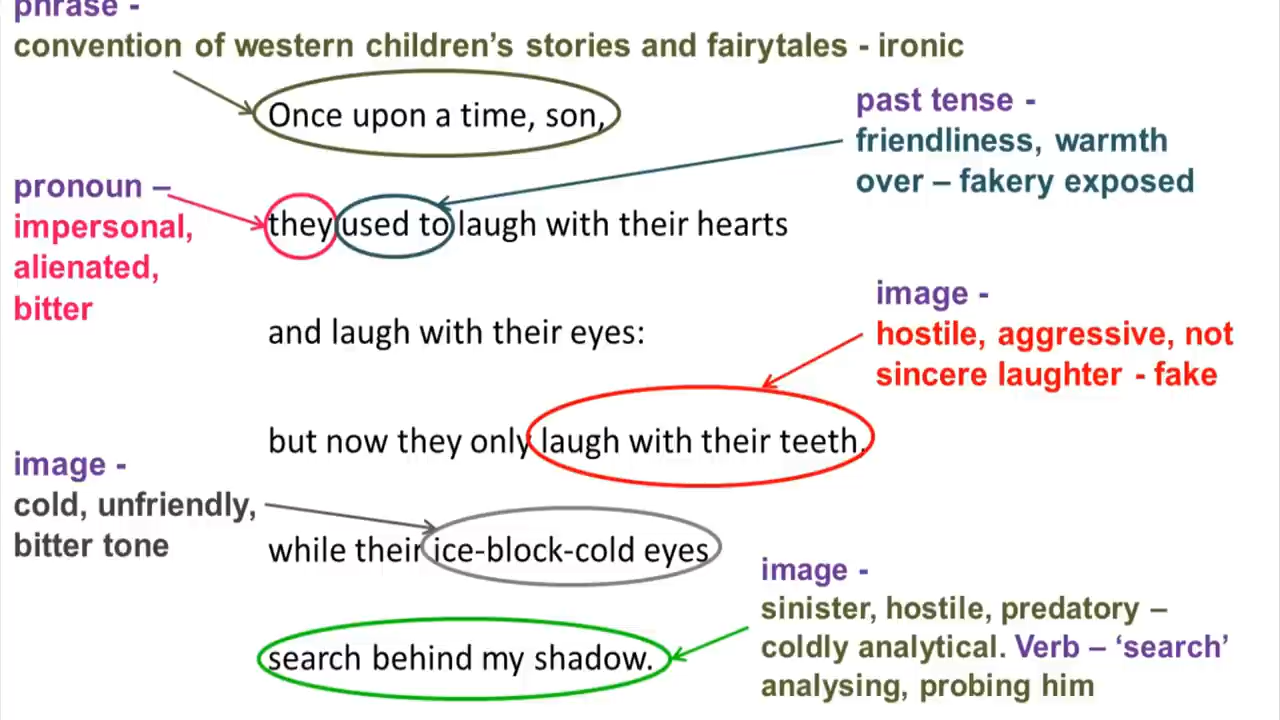 phrase -
convention of western children's stories and fairytales - ironic
Once upon a time, son,
past tense -
friendliness, warmth
over – fakery exposed
pronoun –
impersonal,
alienated,
bitter
they used to laugh with their hearts
and laugh with their eyes:
image -
hostile, aggressive, not
sincere laughter - fake
but now they only laugh with their teeth,
image -
cold, unfriendly,
bitter tone
while their ice-block-cold eyes
image -
sinister, hostile, predatory –
coldly analytical. Verb – ‘search’
analysing, probing him
search behind my shadow.